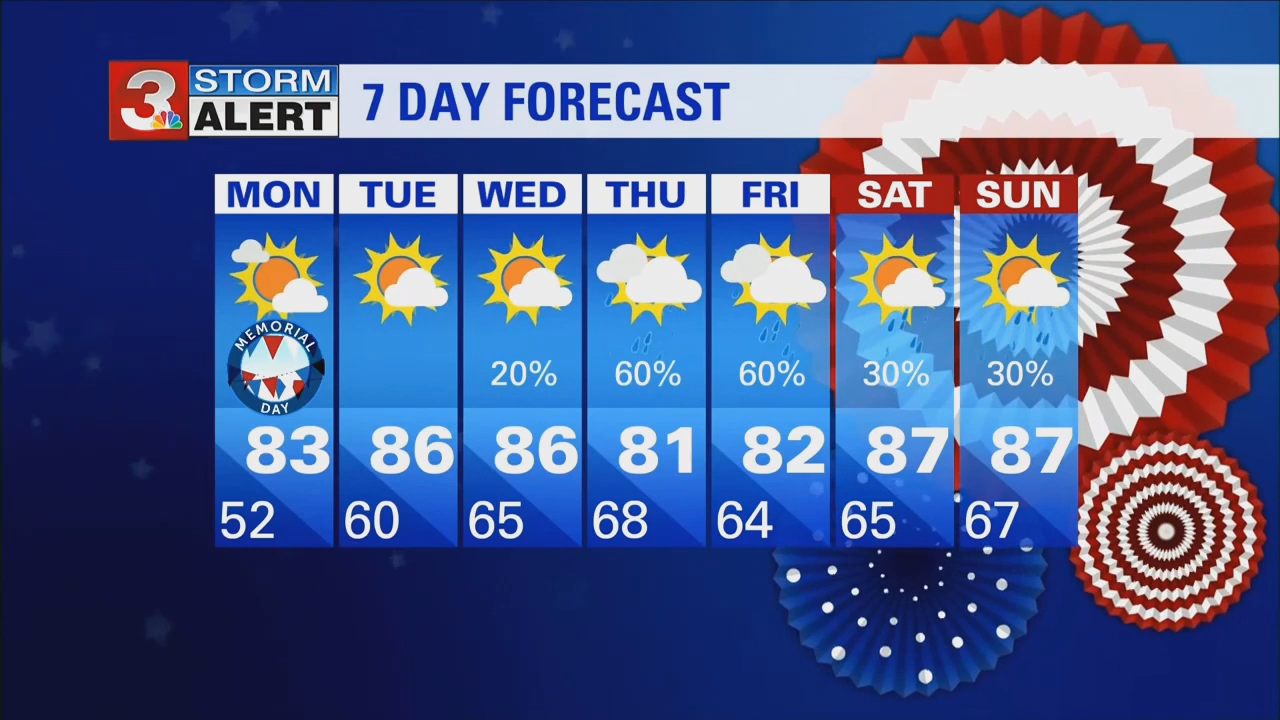 3 STORM
ALERT
7 DAY FORECAST
MON TUE WED THU FRI SAT SUN
MEMORIAL
DAY
20% 60% 60% 30% 30%
83 86 86 81 82 87 87
52 60 65 68 64 65 67